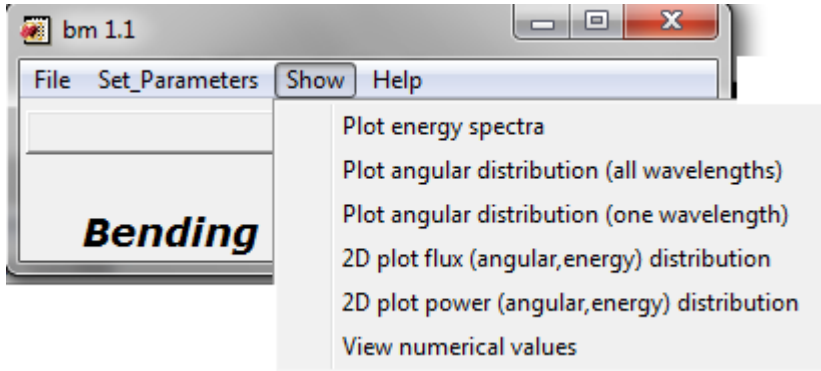 bm 1.1
File Set_Parameters Show Help
Plot energy spectra
Plot angular distribution (all wavelengths)
Plot angular distribution (one wavelength)
Bending
2D plot flux (angular,energy) distribution
2D plot power (angular,energy) distribution
View numerical values